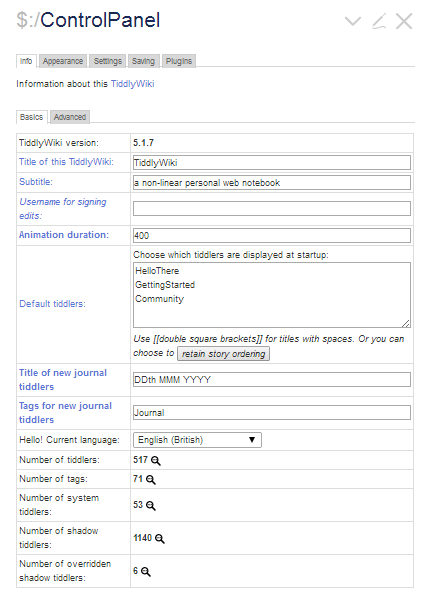 $:/ControlPanel
Info Appearance Settings Saving Plugins
Information about this TiddlyWiki
Basics Advanced
TiddlyWiki version: 5.1.7
Title of this TiddlyWiki: TiddlyWiki
Subtitle: a non-linear personal web notebook
Username for signing
edits:
Animation duration: 400
Choose which tiddlers are displayed at startup:
Default tiddlers:
HelloThere
GettingStarted
Community
Use [[double square brackets]] for titles with spaces. Or you can
choose to retain story ordering
Title of new journal
tiddlers
DDth MMM YYYY
Tags for new journal
tiddlers
Journal
Hello! Current language: English (British)
Number of tiddlers: 517
Number of tags: 71
Number of system
tiddlers:
53
Number of shadow
tiddlers:
1140
Number of overridden
shadow tiddlers:
6